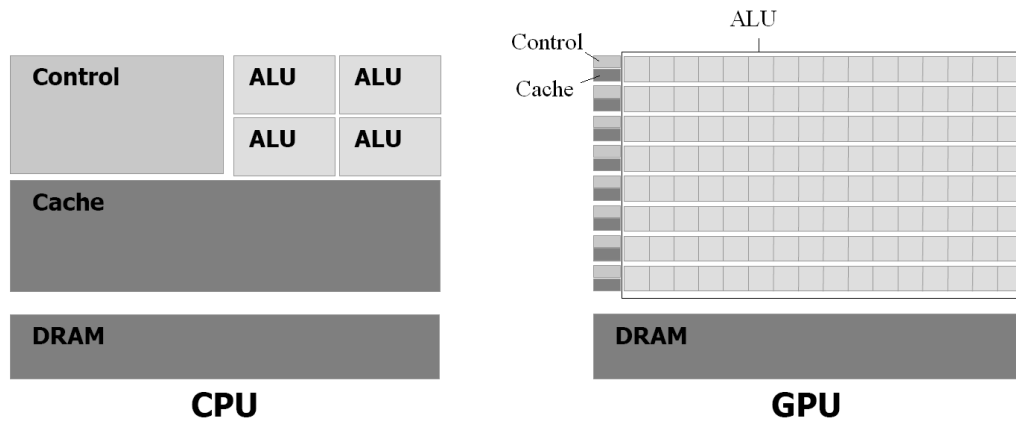 Control
ALU ALU
ALU ALU
Cache
DRAM
CPU
ALU
Control
Cache
DRAM
GPU